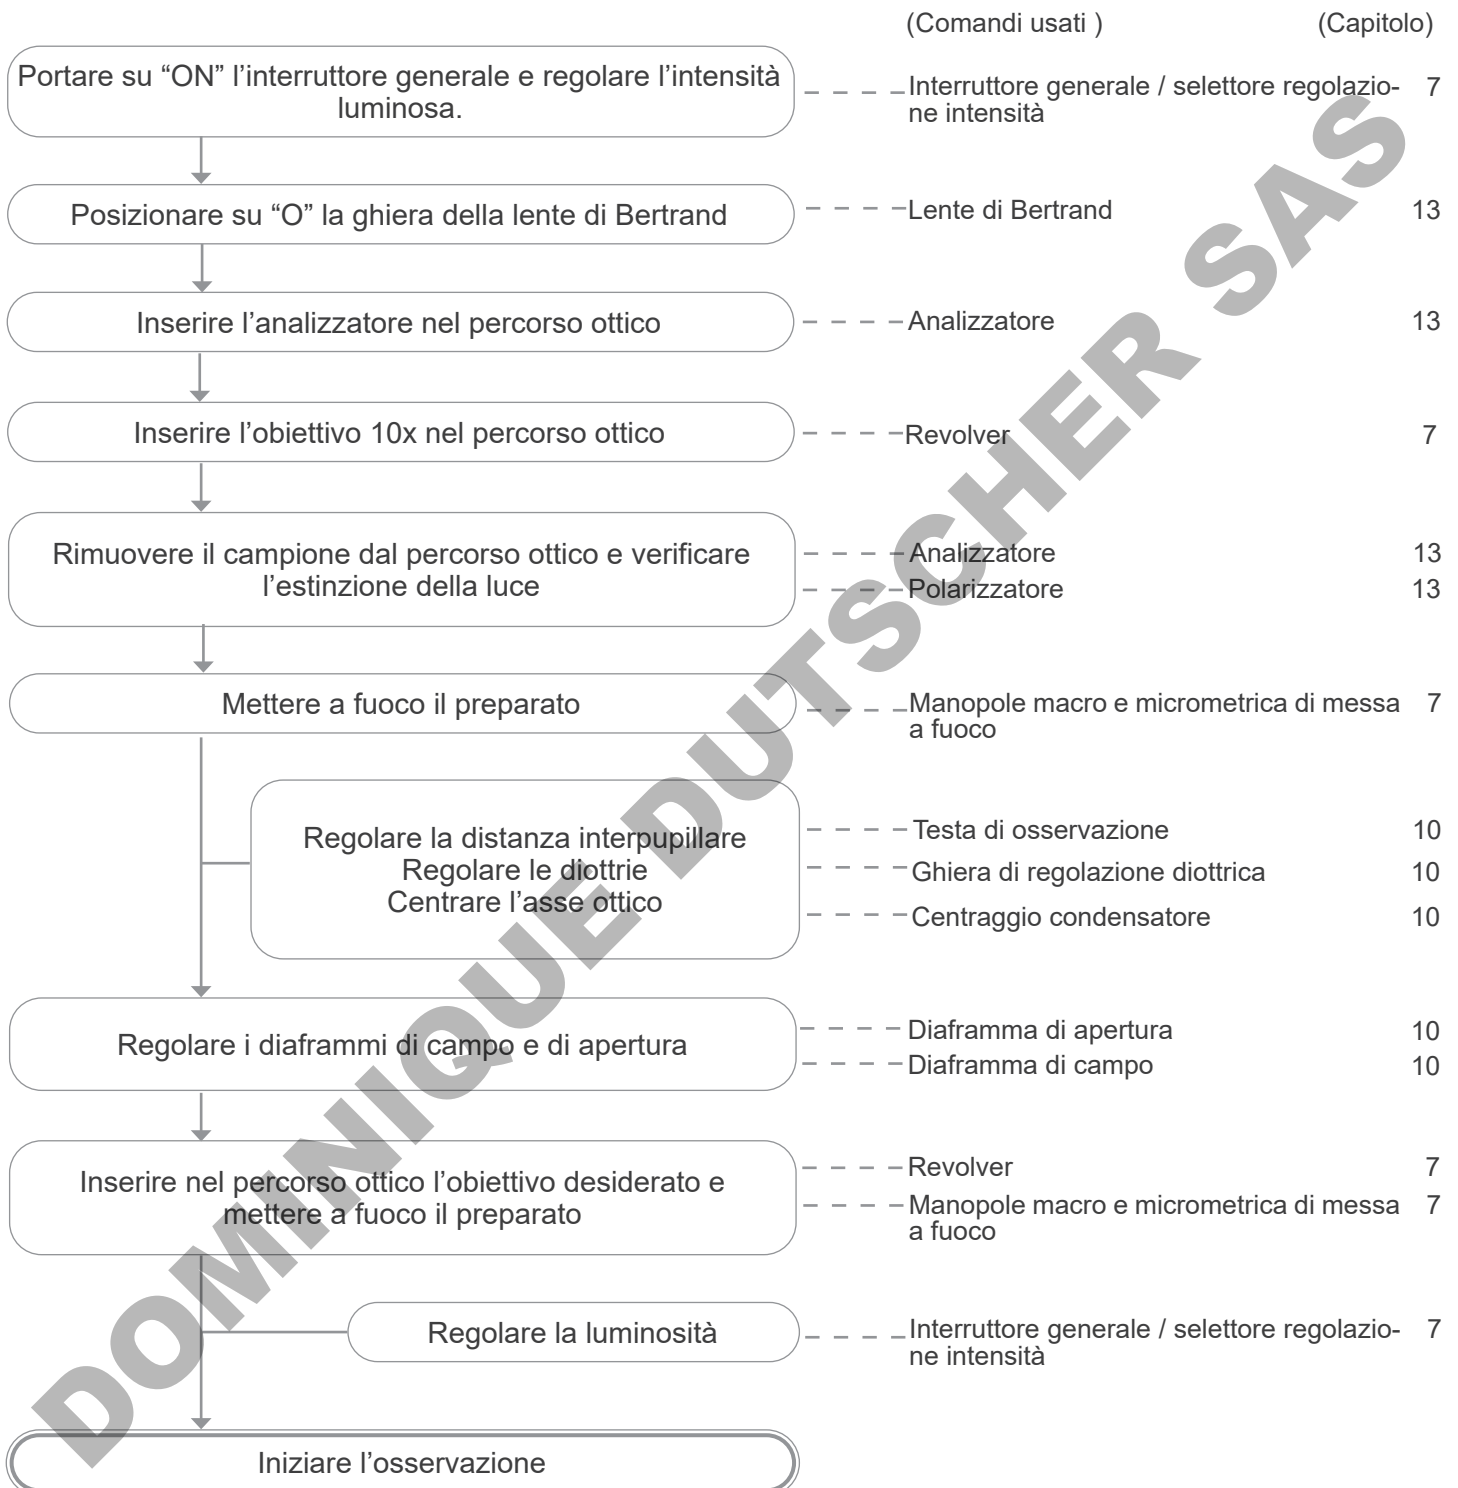 (Comandi usati ) (Capitolo)
Portare su “ON” l’interruttore generale e regolare l’intensità
luminosa.
Interruttore generale / selettore regolazio- 7
ne intensità
Posizionare su “O” la ghiera della lente di Bertrand
Lente di Bertrand 13
Inserire l’analizzatore nel percorso ottico
Analizzatore 13
Inserire l’obiettivo 10x nel percorso ottico
Revolver 7
Rimuovere il campione dal percorso ottico e verificare
l’estinzione della luce
Analizzatore 13
Polarizzatore 13
Mettere a fuoco il preparato
Manopole macro e micrometrica di messa 7
a fuoco
Regolare la distanza interpupillare
Regolare le diottrie
Centrare l’asse ottico
Testa di osservazione 10
Ghiera di regolazione diottrica 10
Centraggio condensatore 10
Regolare i diaframmi di campo e di apertura
Diaframma di apertura 10
Diaframma di campo 10
Inserire nel percorso ottico l’obiettivo desiderato e
mettere a fuoco il preparato
Revolver 7
Manopole macro e micrometrica di messa 7
a fuoco
Regolare la luminosità
Interruttore generale / selettore regolazio- 7
ne intensità
Iniziare l’osservazione
DOMINIQUE DUTSCHER SAS